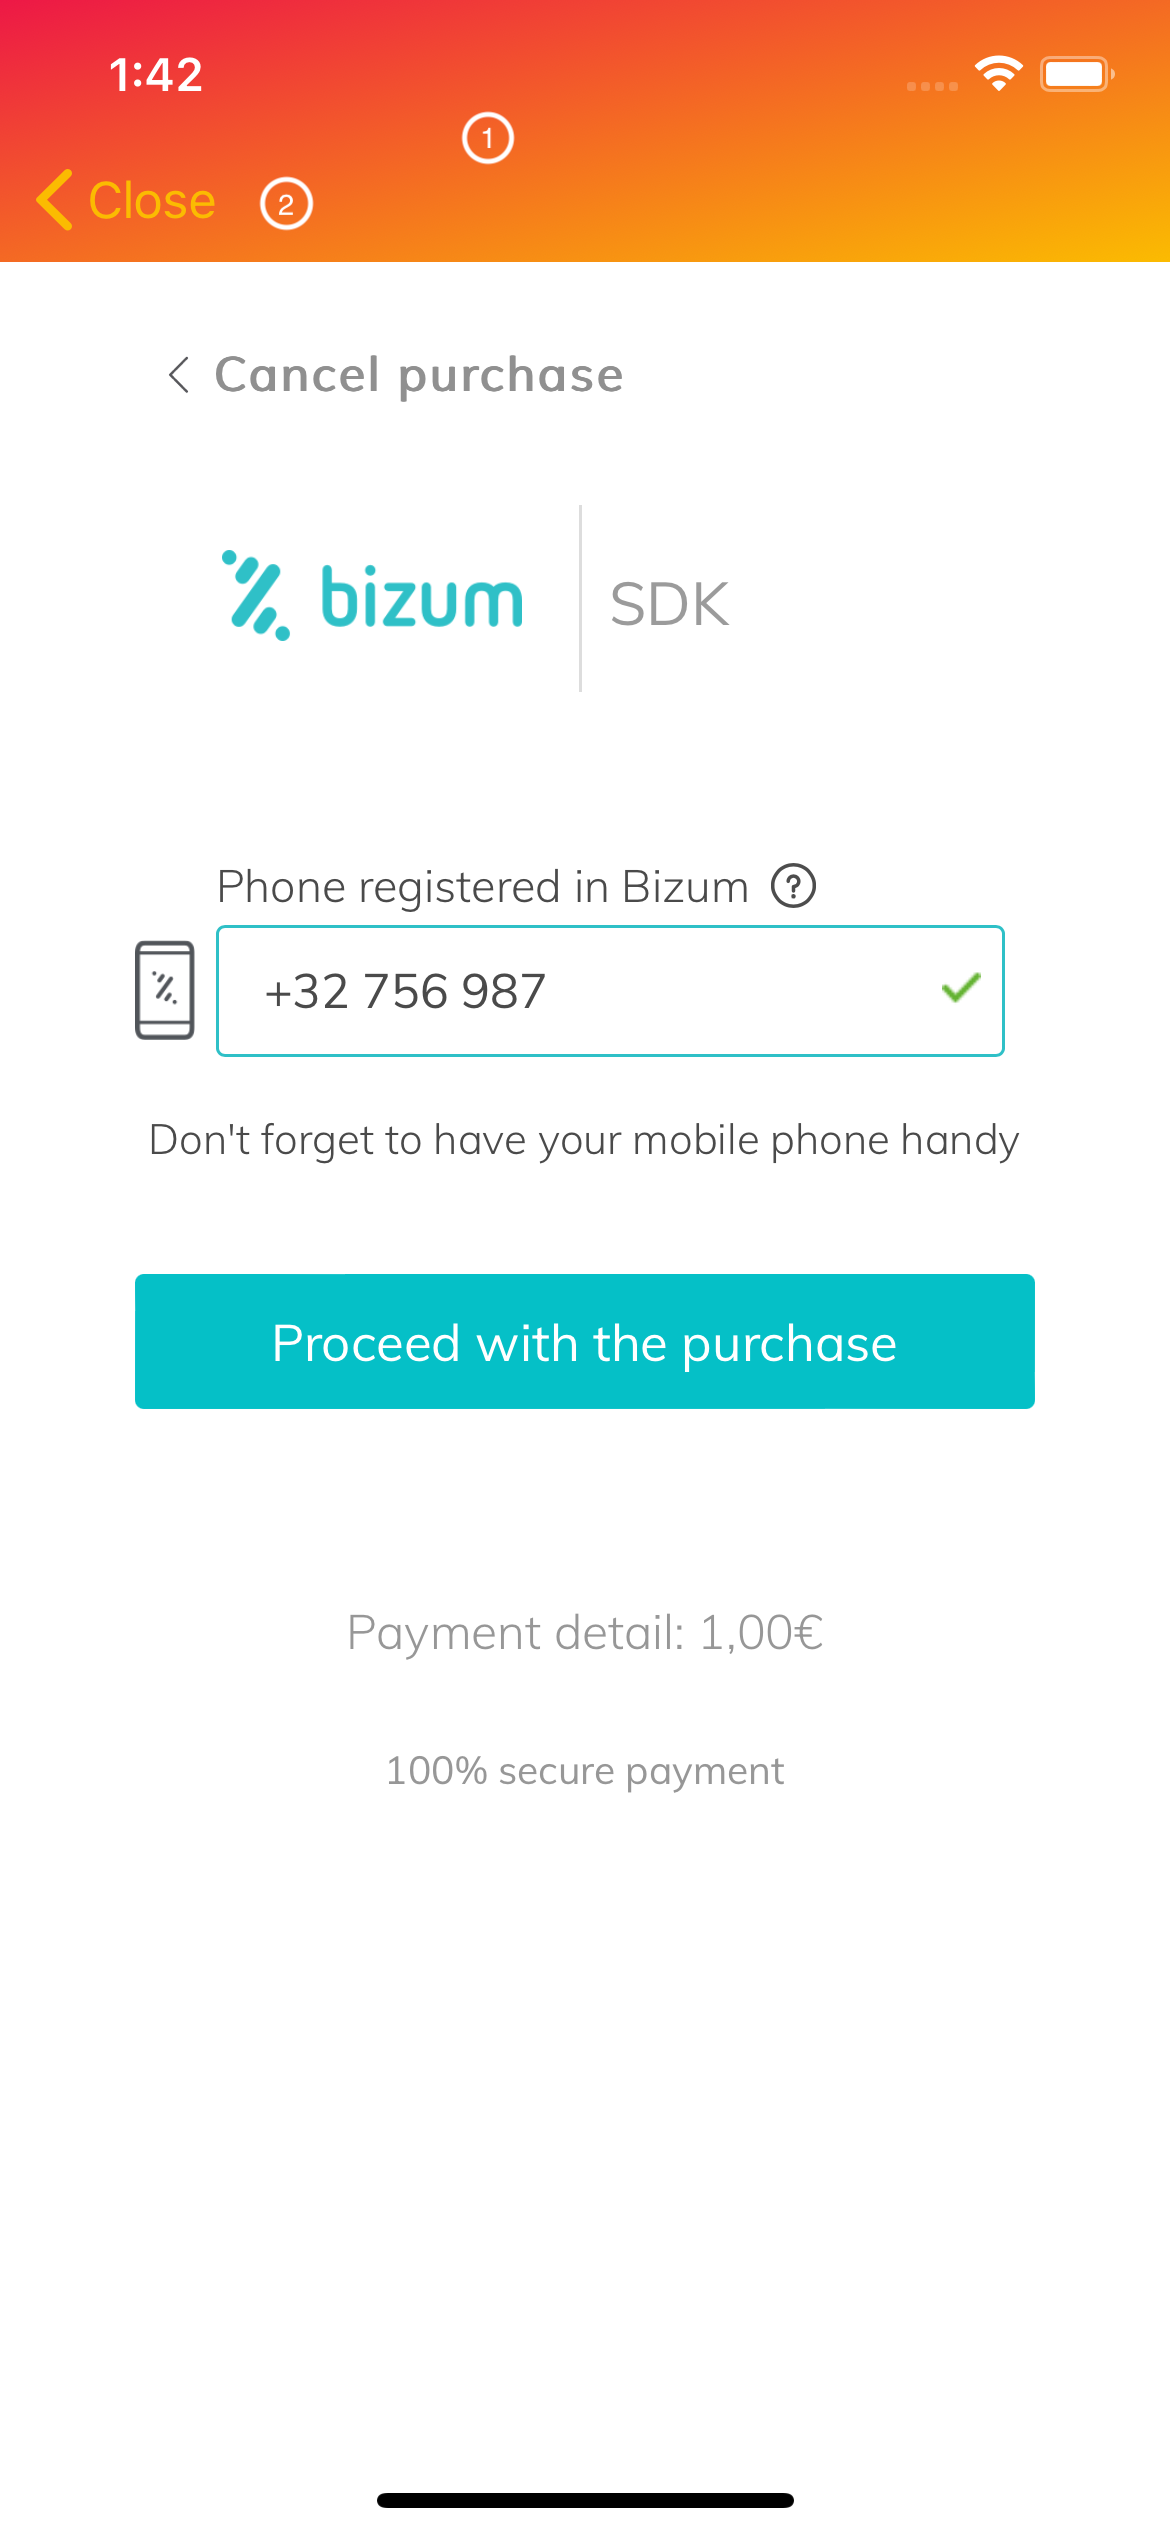 1:42
1
Close 2
Cancel purchase
bizum SDK
Phone registered in Bizum ?
+32 756 987
Don't forget to have your mobile phone handy
Proceed with the purchase
Payment detail: 1,00€
100% secure payment